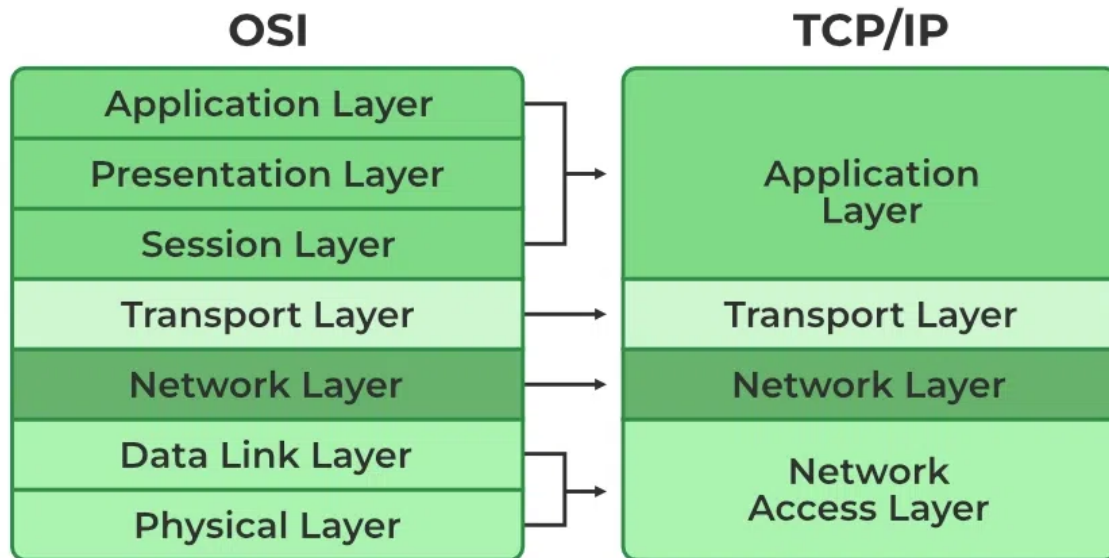 OSI
TCP/IP
Application Layer
Presentation Layer
Session Layer
Transport Layer
Network Layer
Data Link Layer
Physical Layer
Application
Layer
Transport Layer
Network Layer
Network
Access Layer